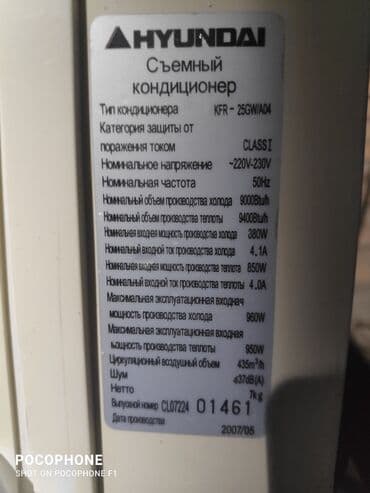 HYUNDAI
Съемный
кондиционер
Тип кондиционера KFR - 25GW/A04
Категория защиты от
поражения током CLASS I
Номинальное напряжение ~220V-230V
Номинальная частота 50Hz
Номинальный объем производства холода 9000Btu/h
Номинальный объем производства теплоты 9400Btu/h
Номинальная входная мощность производства холода 380W
Номинальный входной ток производства холода 4.1A
Номинальная входная мощность производства теплоты 850W
Номинальный входной ток производства теплоты 4.0A
Максимальная эксплуатационная входная
мощность производства холода 960W
Максимальная эксплуатационная входная
мощность производства теплоты 950W
Циркуляционный воздушный объем 435m³/h
Шум ≤37dB(A)
Нетто 7kg
Выпускной номер CL07224 01461
Дата производства 2007/05
POCOPHONE
SHOT ON POCOPHONE F1